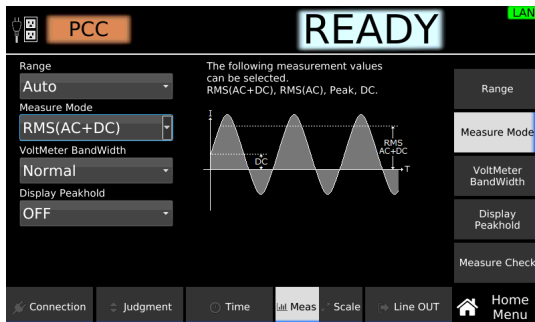 PCC
READY
LAN
Range
Auto
Measure Mode
RMS(AC+DC)
VoltMeter BandWidth
Normal
Display Peakhold
OFF
The following measurement values
can be selected.
RMS(AC+DC), RMS(AC), Peak, DC.
I
DC
RMS
AC+DC
T
Range
Measure Mode
VoltMeter
BandWidth
Display
Peakhold
Measure Check
Connection
Judgment
Time
Meas
Scale
Line OUT
Home
Menu